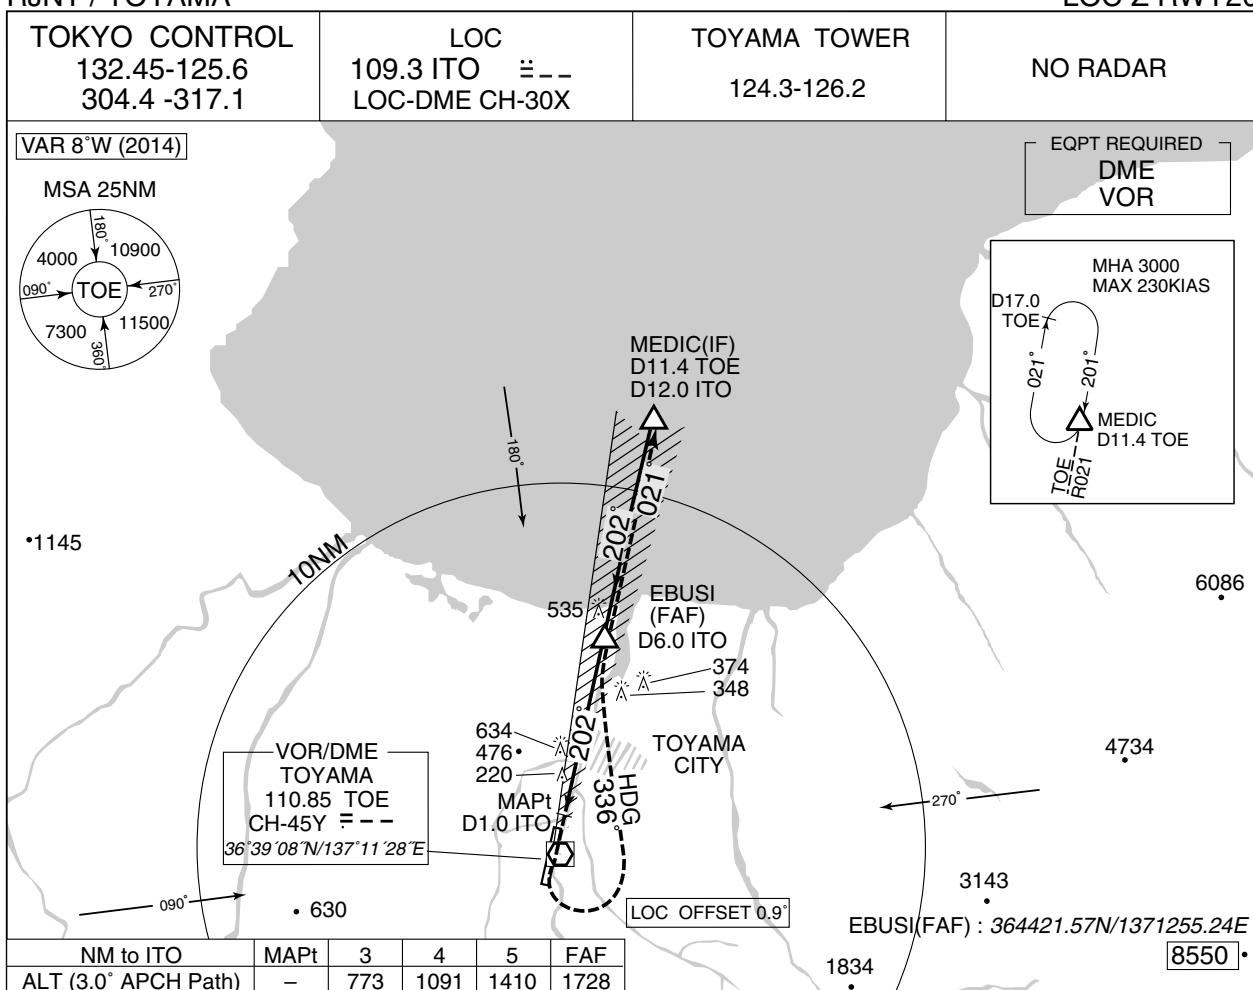 RJNT / TOYAMA
LOC Z RWY20
TOKYO CONTROL
132.45-125.6
304.4 -317.1
LOC
109.3 ITO
LOC-DME CH-30X
TOYAMA TOWER
124.3-126.2
NO RADAR
VAR 8°W (2014)
MSA 25NM
180°
4000
10900
090°
TOE
270°
7300
11500
360°
EQPT REQUIRED
DME
VOR
MHA 3000
MAX 230KIAS
D17.0
TOE
021°
201°
MEDIC
D11.4 TOE
TOE
R021
MEDIC(IF)
D11.4 TOE
D12.0 ITO
180°
021°
202°
10NM
1145
6086
535
EBUSI
(FAF)
D6.0 ITO
374
348
202°
634
476
220
TOYAMA
CITY
4734
HDG
336°
270°
MAPt
D1.0 ITO
VOR/DME
TOYAMA
110.85 TOE
CH-45Y
36°39´08˝N/137°11´28˝E
090°
630
3143
LOC OFFSET 0.9°
EBUSI(FAF) : 364421.57N/1371255.24E
8550
1834
NM to ITO MAPt 3 4 5 FAF
ALT (3.0° APCH Path) – 773 1091 1410 1728